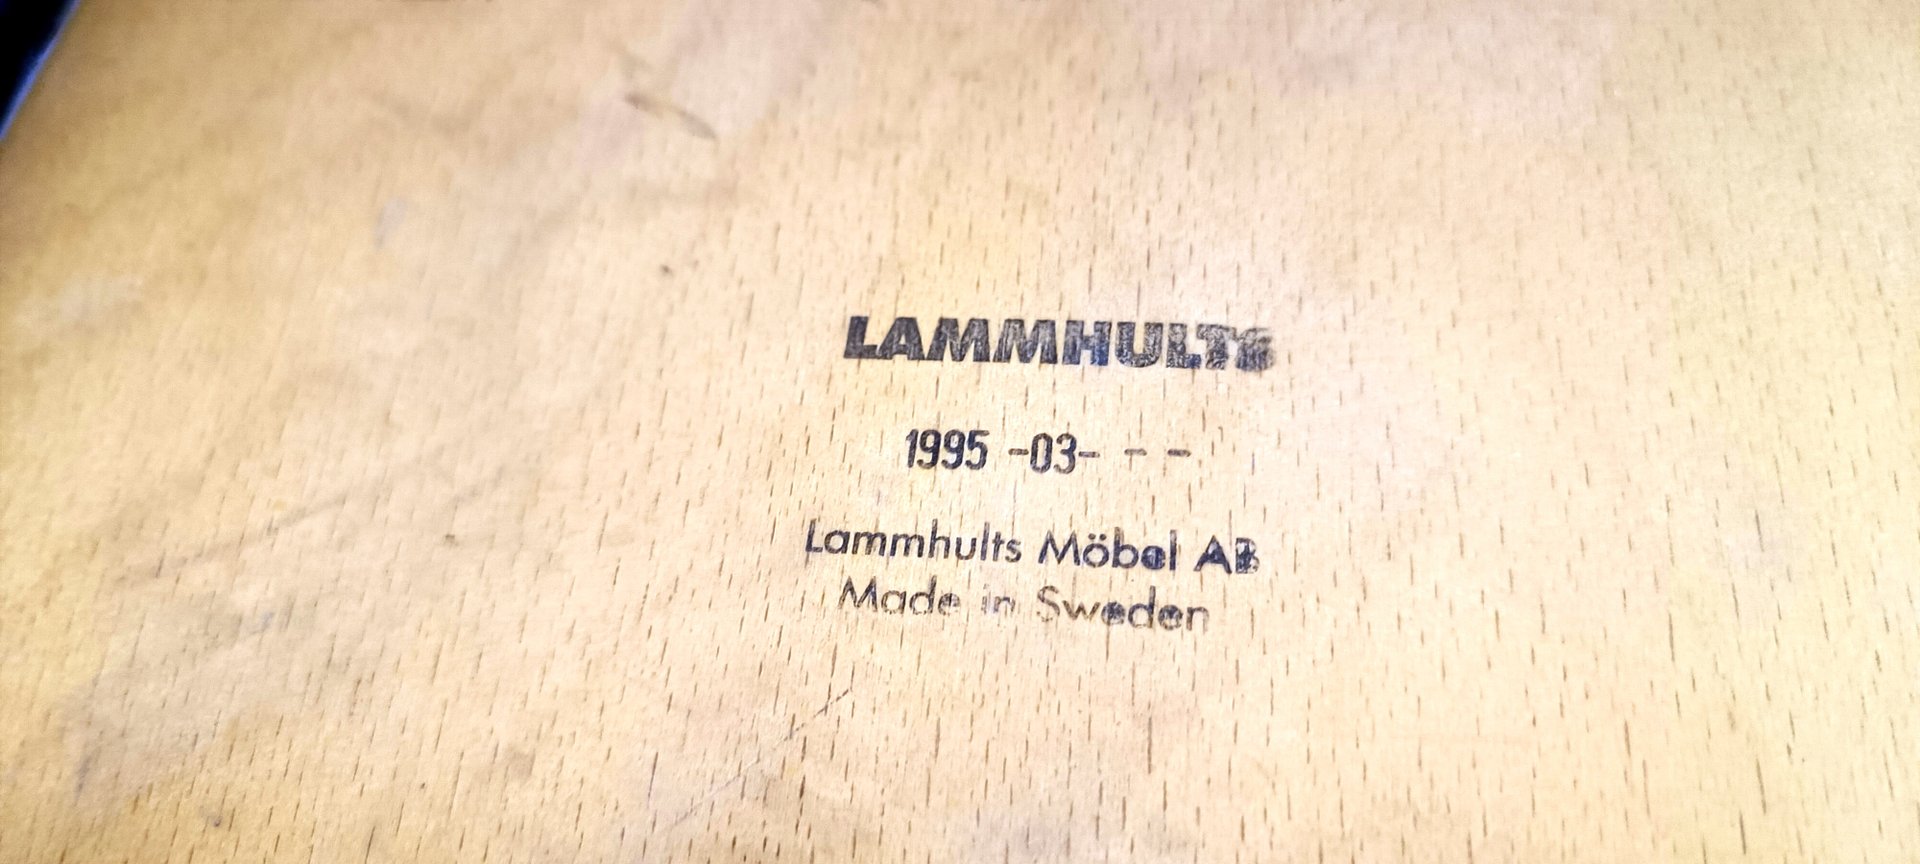 LAMMHULTS
1995 -03- - -
Lammhults Möbel AB
Made in Sweden